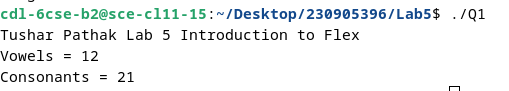 cdl-6cse-b2@sce-cl11-15:~/Desktop/230905396/Lab5$ ./Q1
Tushar Pathak Lab 5 Introduction to Flex
Vowels = 12
Consonants = 21